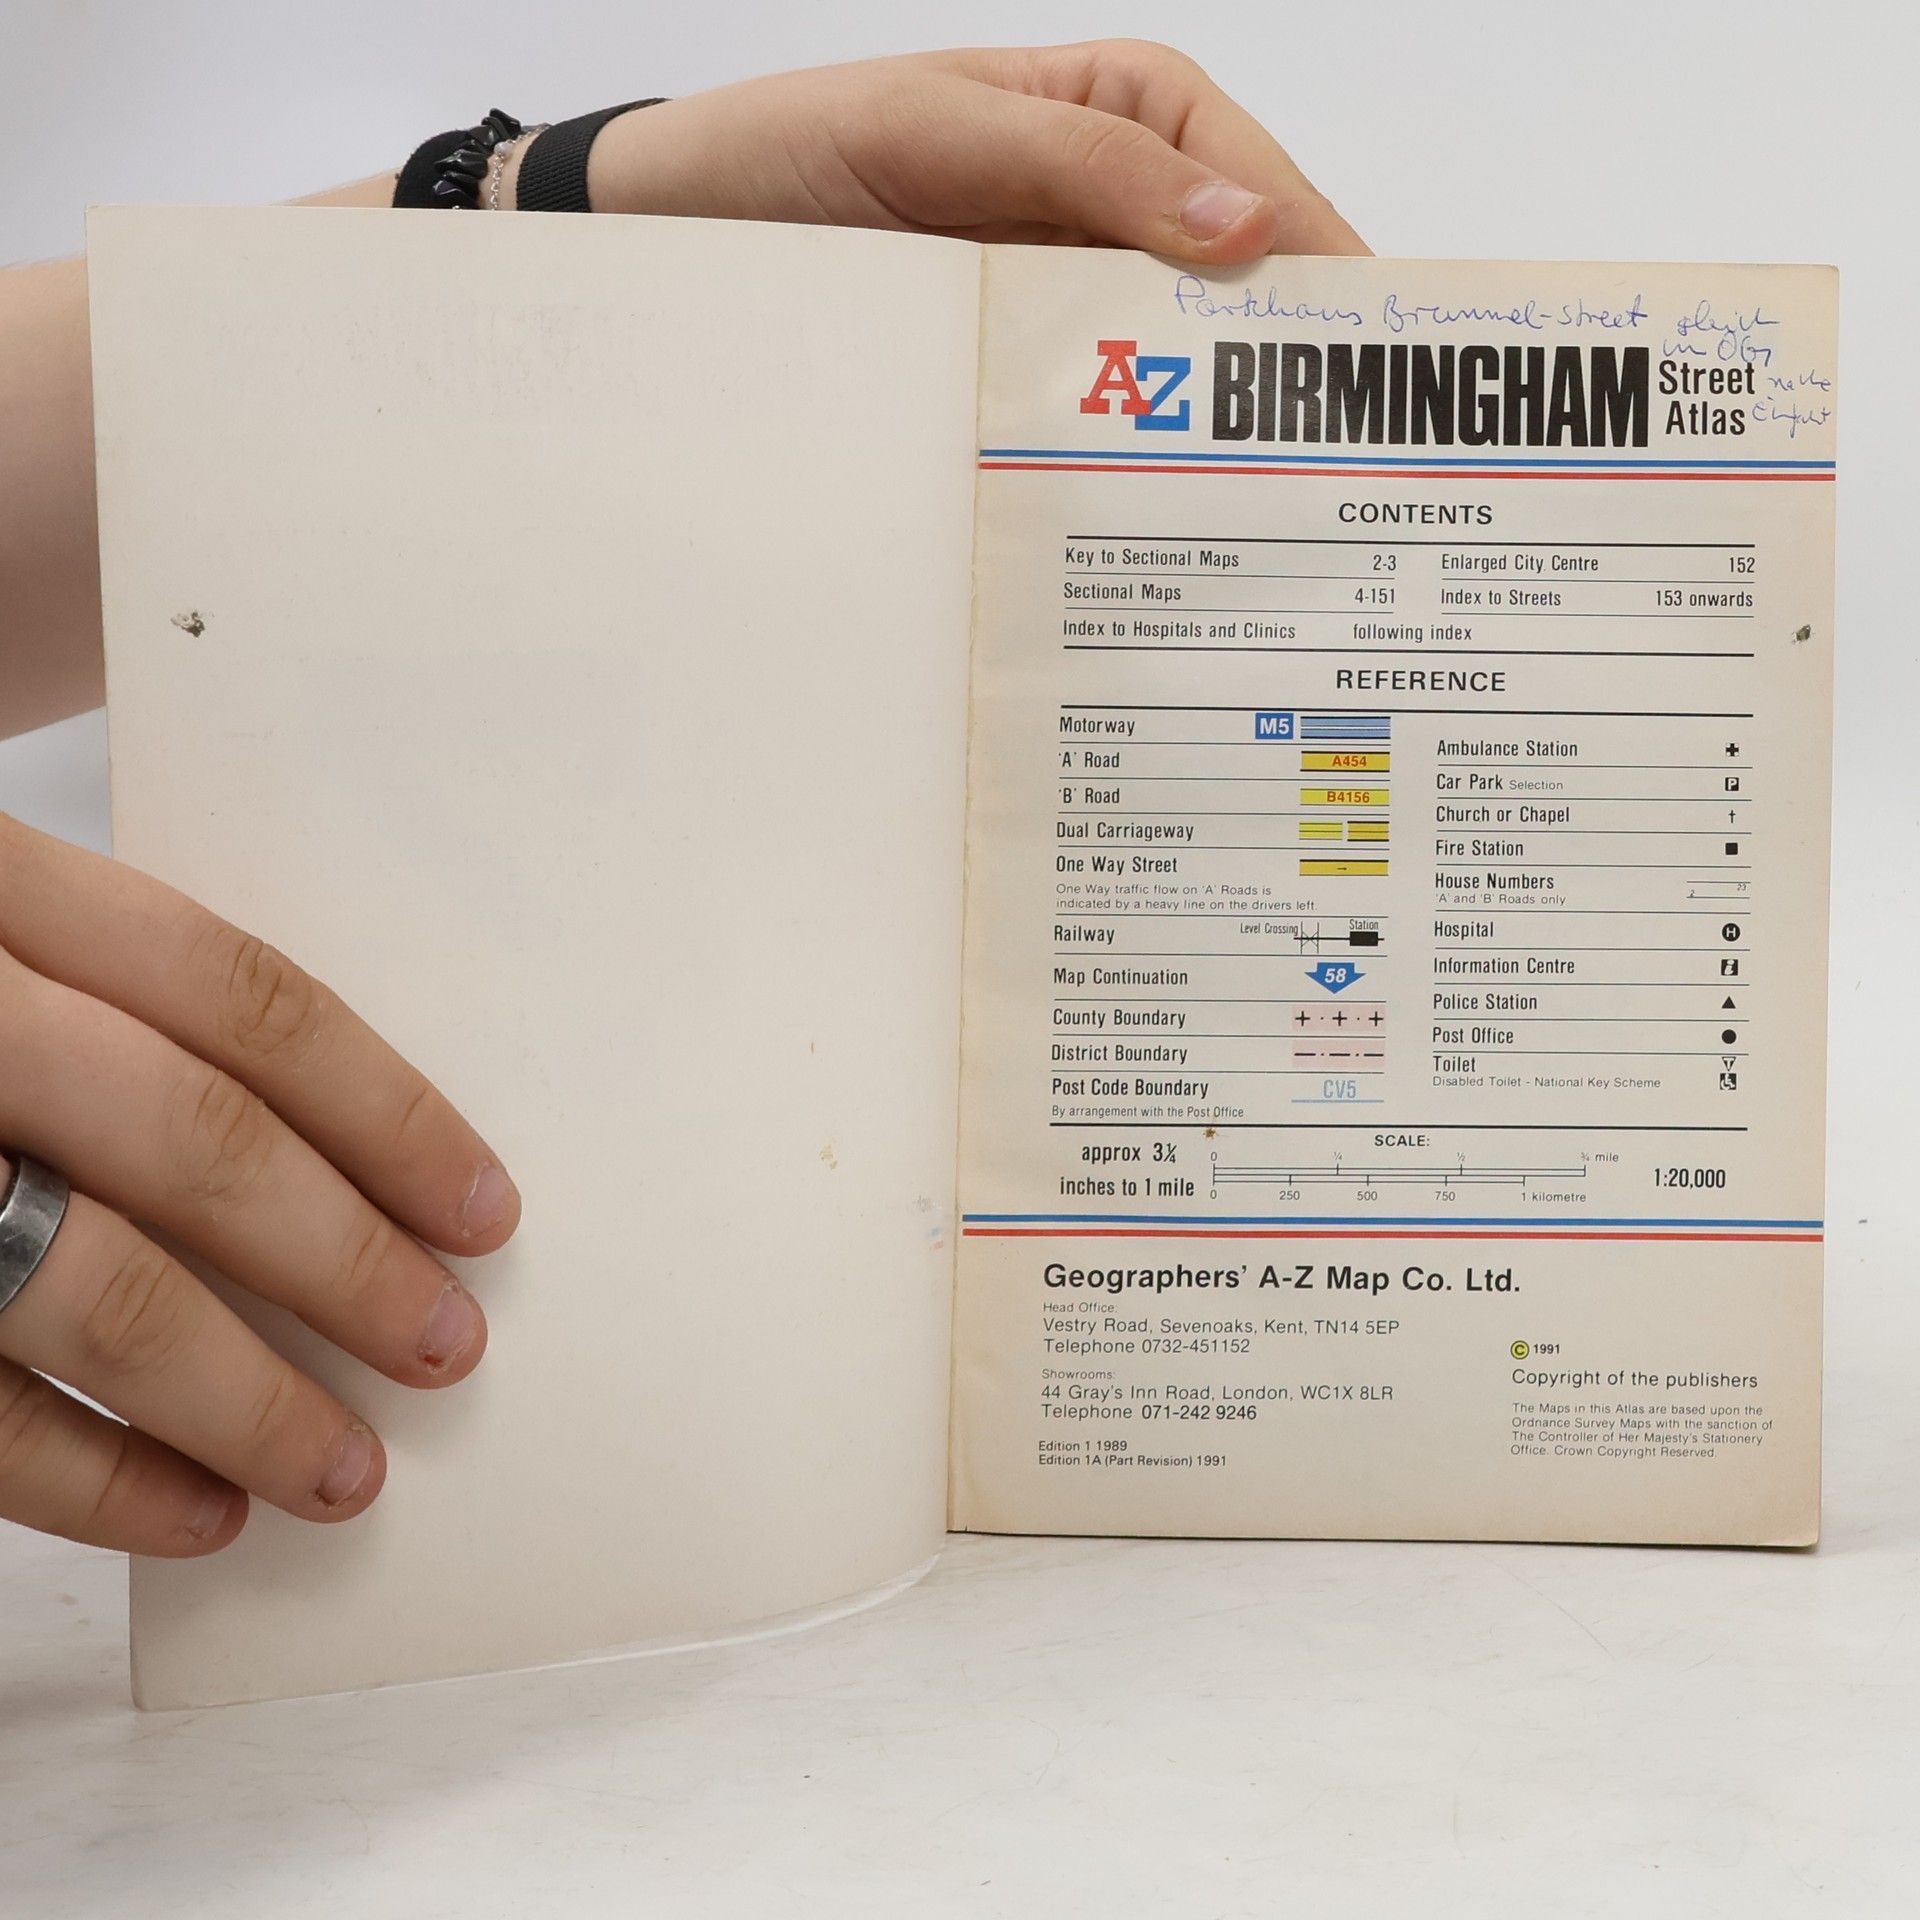 Parkhaus Brummel-street gleich
im OG,
nahe
Einfahrt
AZ BIRMINGHAM Street Atlas
CONTENTS
Key to Sectional Maps 2-3
Sectional Maps 4-151
Enlarged City Centre 152
Index to Streets 153 onwards
Index to Hospitals and Clinics following index
REFERENCE
Motorway M5
'A' Road A454
'B' Road B4156
Dual Carriageway
One Way Street
One Way traffic flow on 'A' Roads is
indicated by a heavy line on the drivers left.
Railway Level Crossing Station
Map Continuation 58
County Boundary
District Boundary
Post Code Boundary CV5
By arrangement with the Post Office
Ambulance Station
Car Park Selection P
Church or Chapel
Fire Station
House Numbers 2 23
'A' and 'B' Roads only
Hospital H
Information Centre i
Police Station
Post Office
Toilet
Disabled Toilet - National Key Scheme
approx 3¼
inches to 1 mile
SCALE:
0 ¼ ½ ¾ mile
0 250 500 750 1 kilometre
1:20,000
Geographers' A-Z Map Co. Ltd.
Head Office:
Vestry Road, Sevenoaks, Kent, TN14 5EP
Telephone 0732-451152
Showrooms:
44 Gray's Inn Road, London, WC1X 8LR
Telephone 071-242 9246
Edition 1 1989
Edition 1A (Part Revision) 1991
© 1991
Copyright of the publishers
The Maps in this Atlas are based upon the
Ordnance Survey Maps with the sanction of
The Controller of Her Majesty's Stationery
Office. Crown Copyright Reserved.